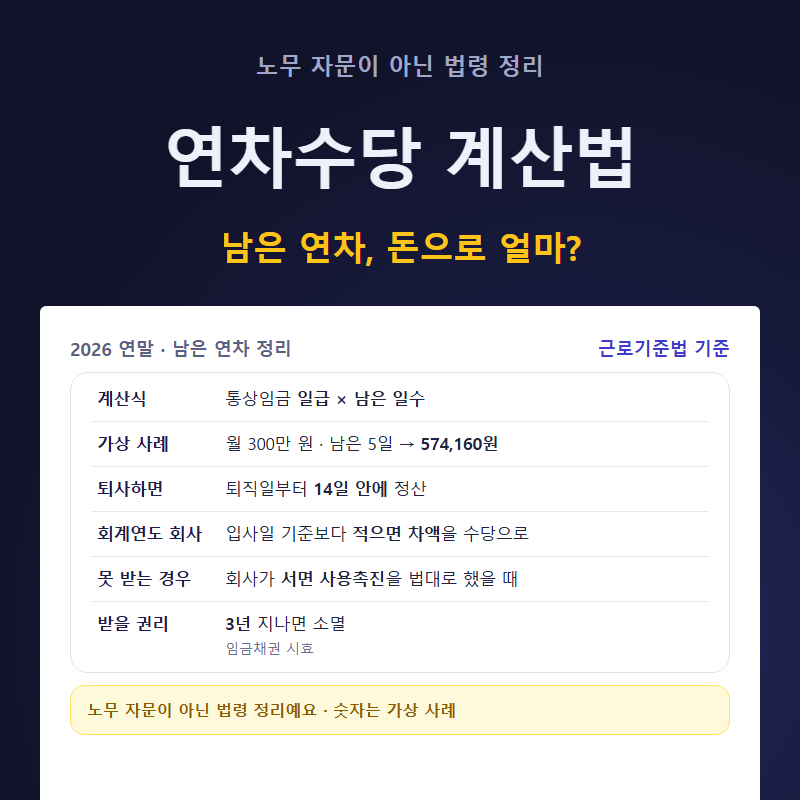 노무 자문이 아닌 법령 정리
연차수당 계산법
남은 연차, 돈으로 얼마?
2026 연말 · 남은 연차 정리 근로기준법 기준
계산식 통상임금 일급 × 남은 일수
가상 사례 월 300만 원 · 남은 5일 → 574,160원
퇴사하면 퇴직일부터 14일 안에 정산
회계연도 회사 입사일 기준보다 적으면 차액을 수당으로
못 받는 경우 회사가 서면 사용촉진을 법대로 했을 때
받을 권리 3년 지나면 소멸
임금채권 시효
노무 자문이 아닌 법령 정리예요 · 숫자는 가상 사례